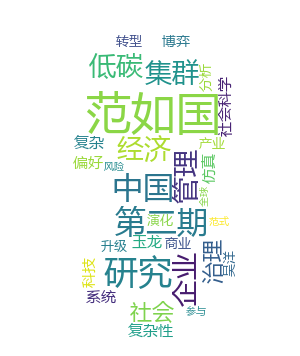 转型 博弈
低碳 集群 分析 社会科学
范如国
复杂 经济 产业
偏好 风险 管理 仿真
中国 全球
第三期 演化 范式
升级 玉龙 商业 治理 吴洋
科技 研究 企业
系统 社会 参与
复杂性